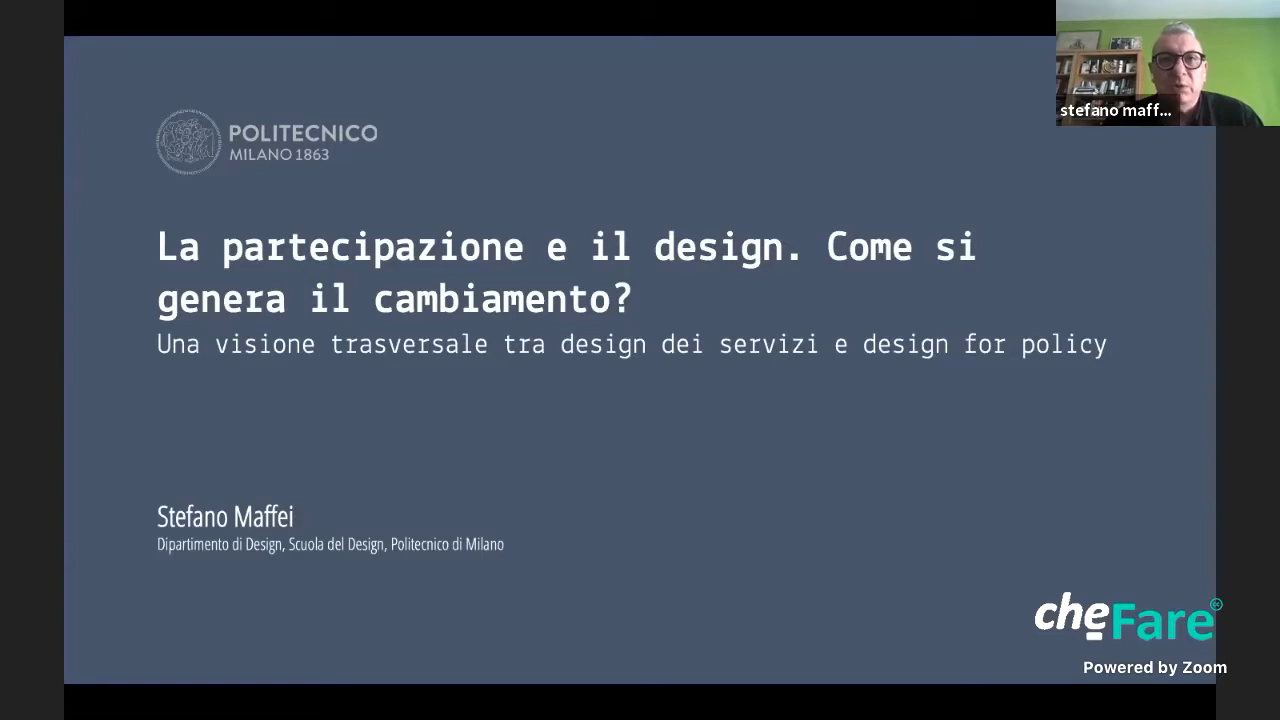 stefano maff...
POLITECNICO
MILANO 1863
La partecipazione e il design. Come si
genera il cambiamento?
Una visione trasversale tra design dei servizi e design for policy
Stefano Maffei
Dipartimento di Design, Scuola del Design, Politecnico di Milano
cheFare cc
Powered by Zoom